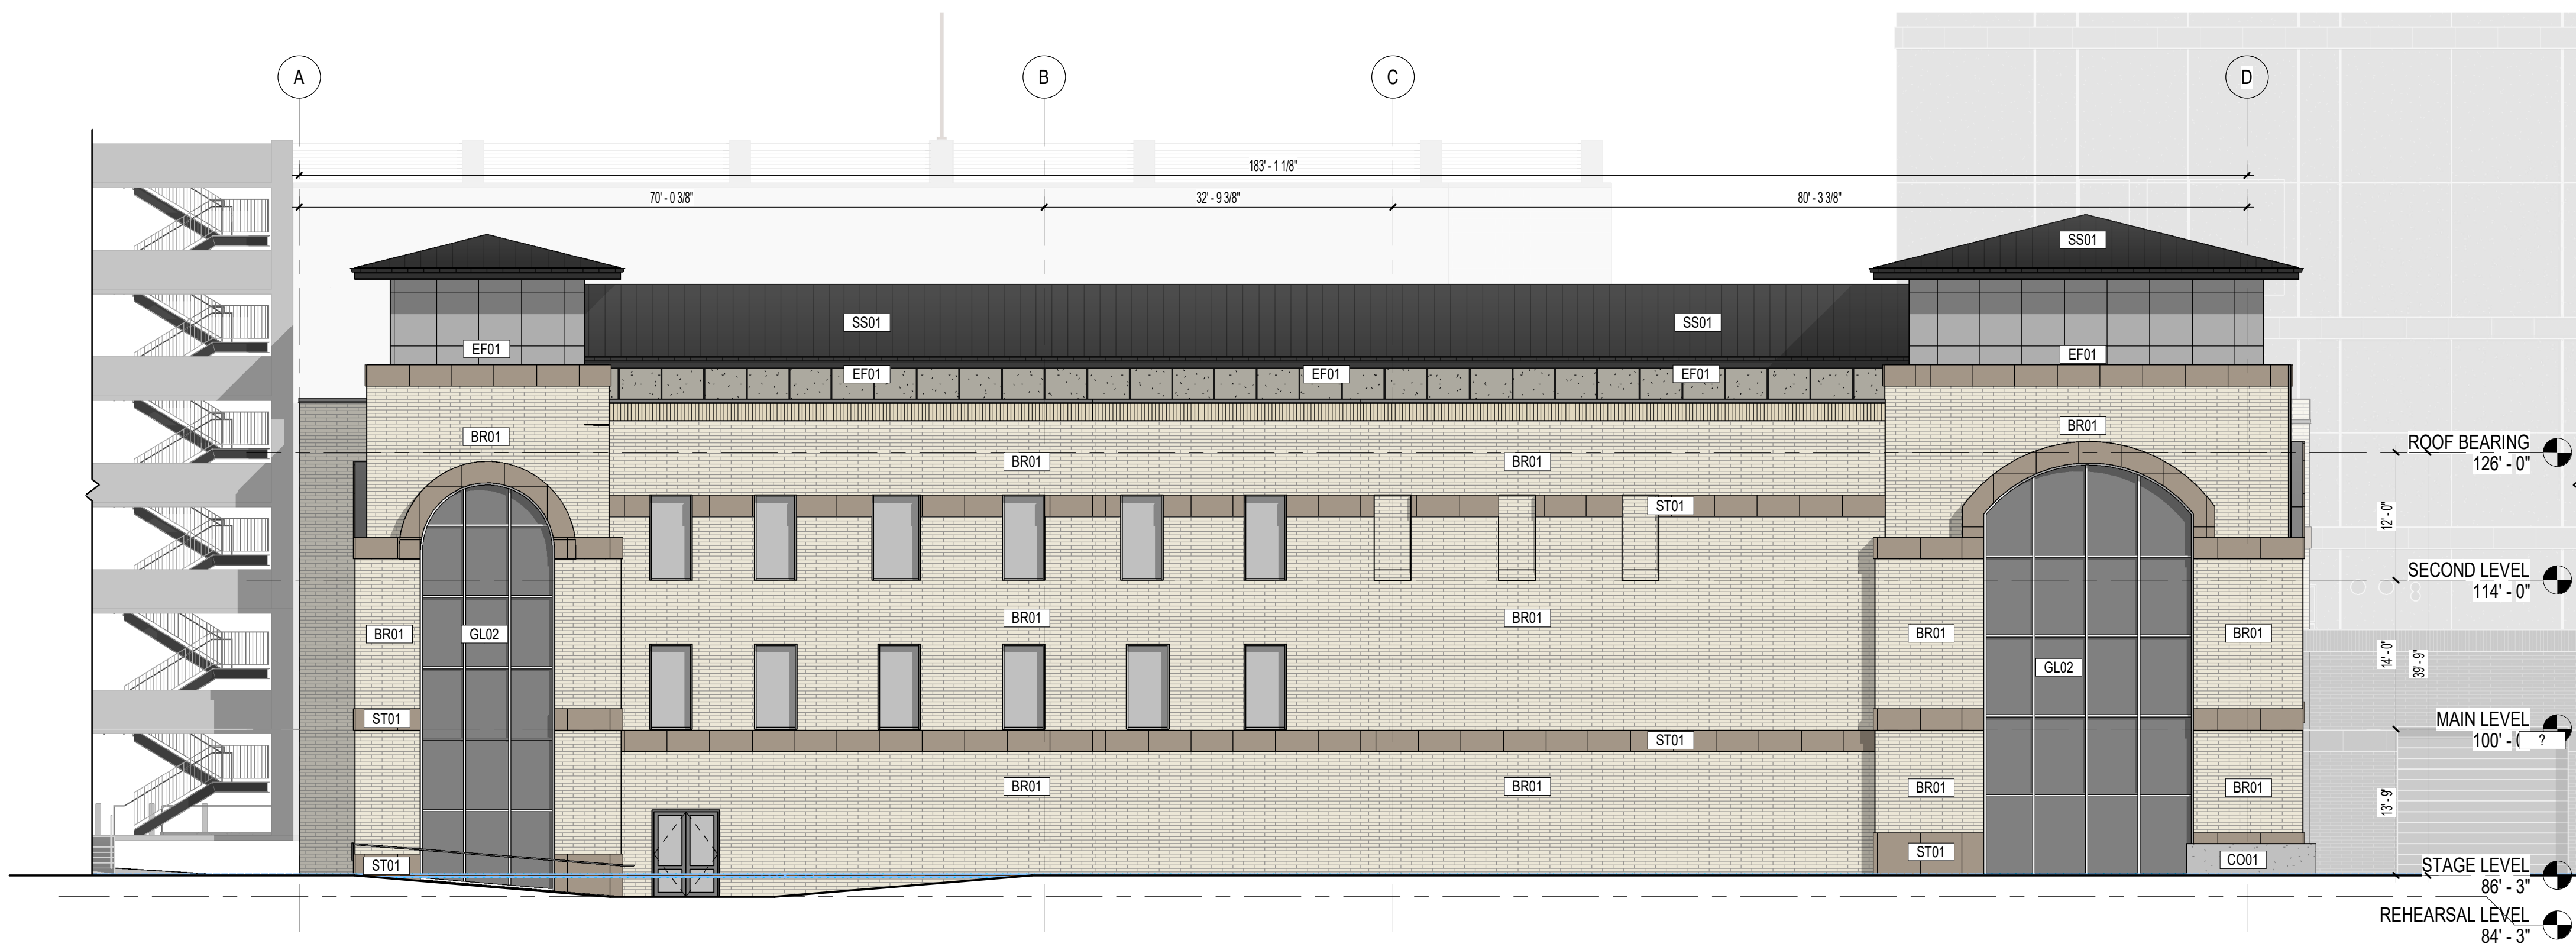 A
B
C
D
183' - 1 1/8"
70' - 0 3/8"
32' - 9 3/8"
80' - 3 3/8"
SS01
SS01
SS01
EF01
EF01
EF01
EF01
EF01
BR01
BR01
BR01
BR01
ROOF BEARING
126' - 0"
ST01
12' - 0"
SECOND LEVEL
114' - 0"
BR01
BR01
BR01
GL02
BR01
BR01
GL02
14' - 0"
39' - 9"
ST01
ST01
MAIN LEVEL
100' - 
?
BR01
BR01
BR01
BR01
13' - 9"
ST01
ST01
CO01
STAGE LEVEL
86' - 3"
REHEARSAL LEVEL
84' - 3"